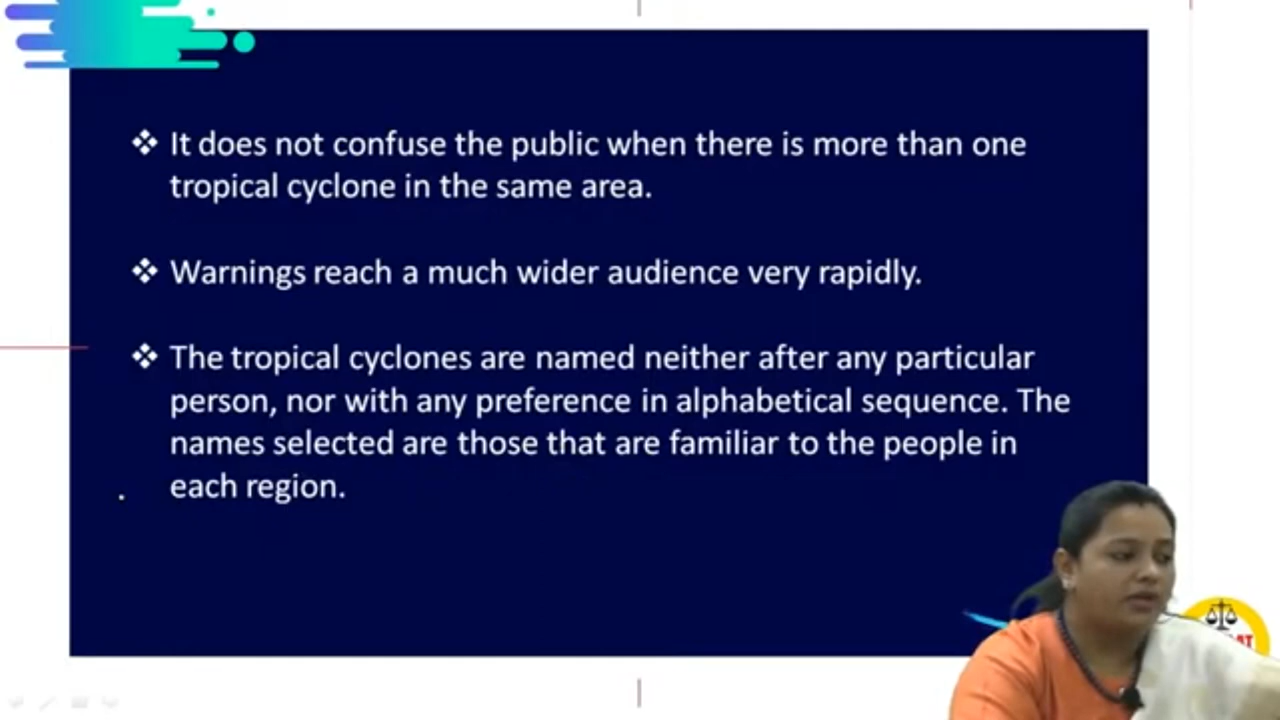 ❖ It does not confuse the public when there is more than one
tropical cyclone in the same area.
❖ Warnings reach a much wider audience very rapidly.
❖ The tropical cyclones are named neither after any particular
person, nor with any preference in alphabetical sequence. The
names selected are those that are familiar to the people in
. each region.